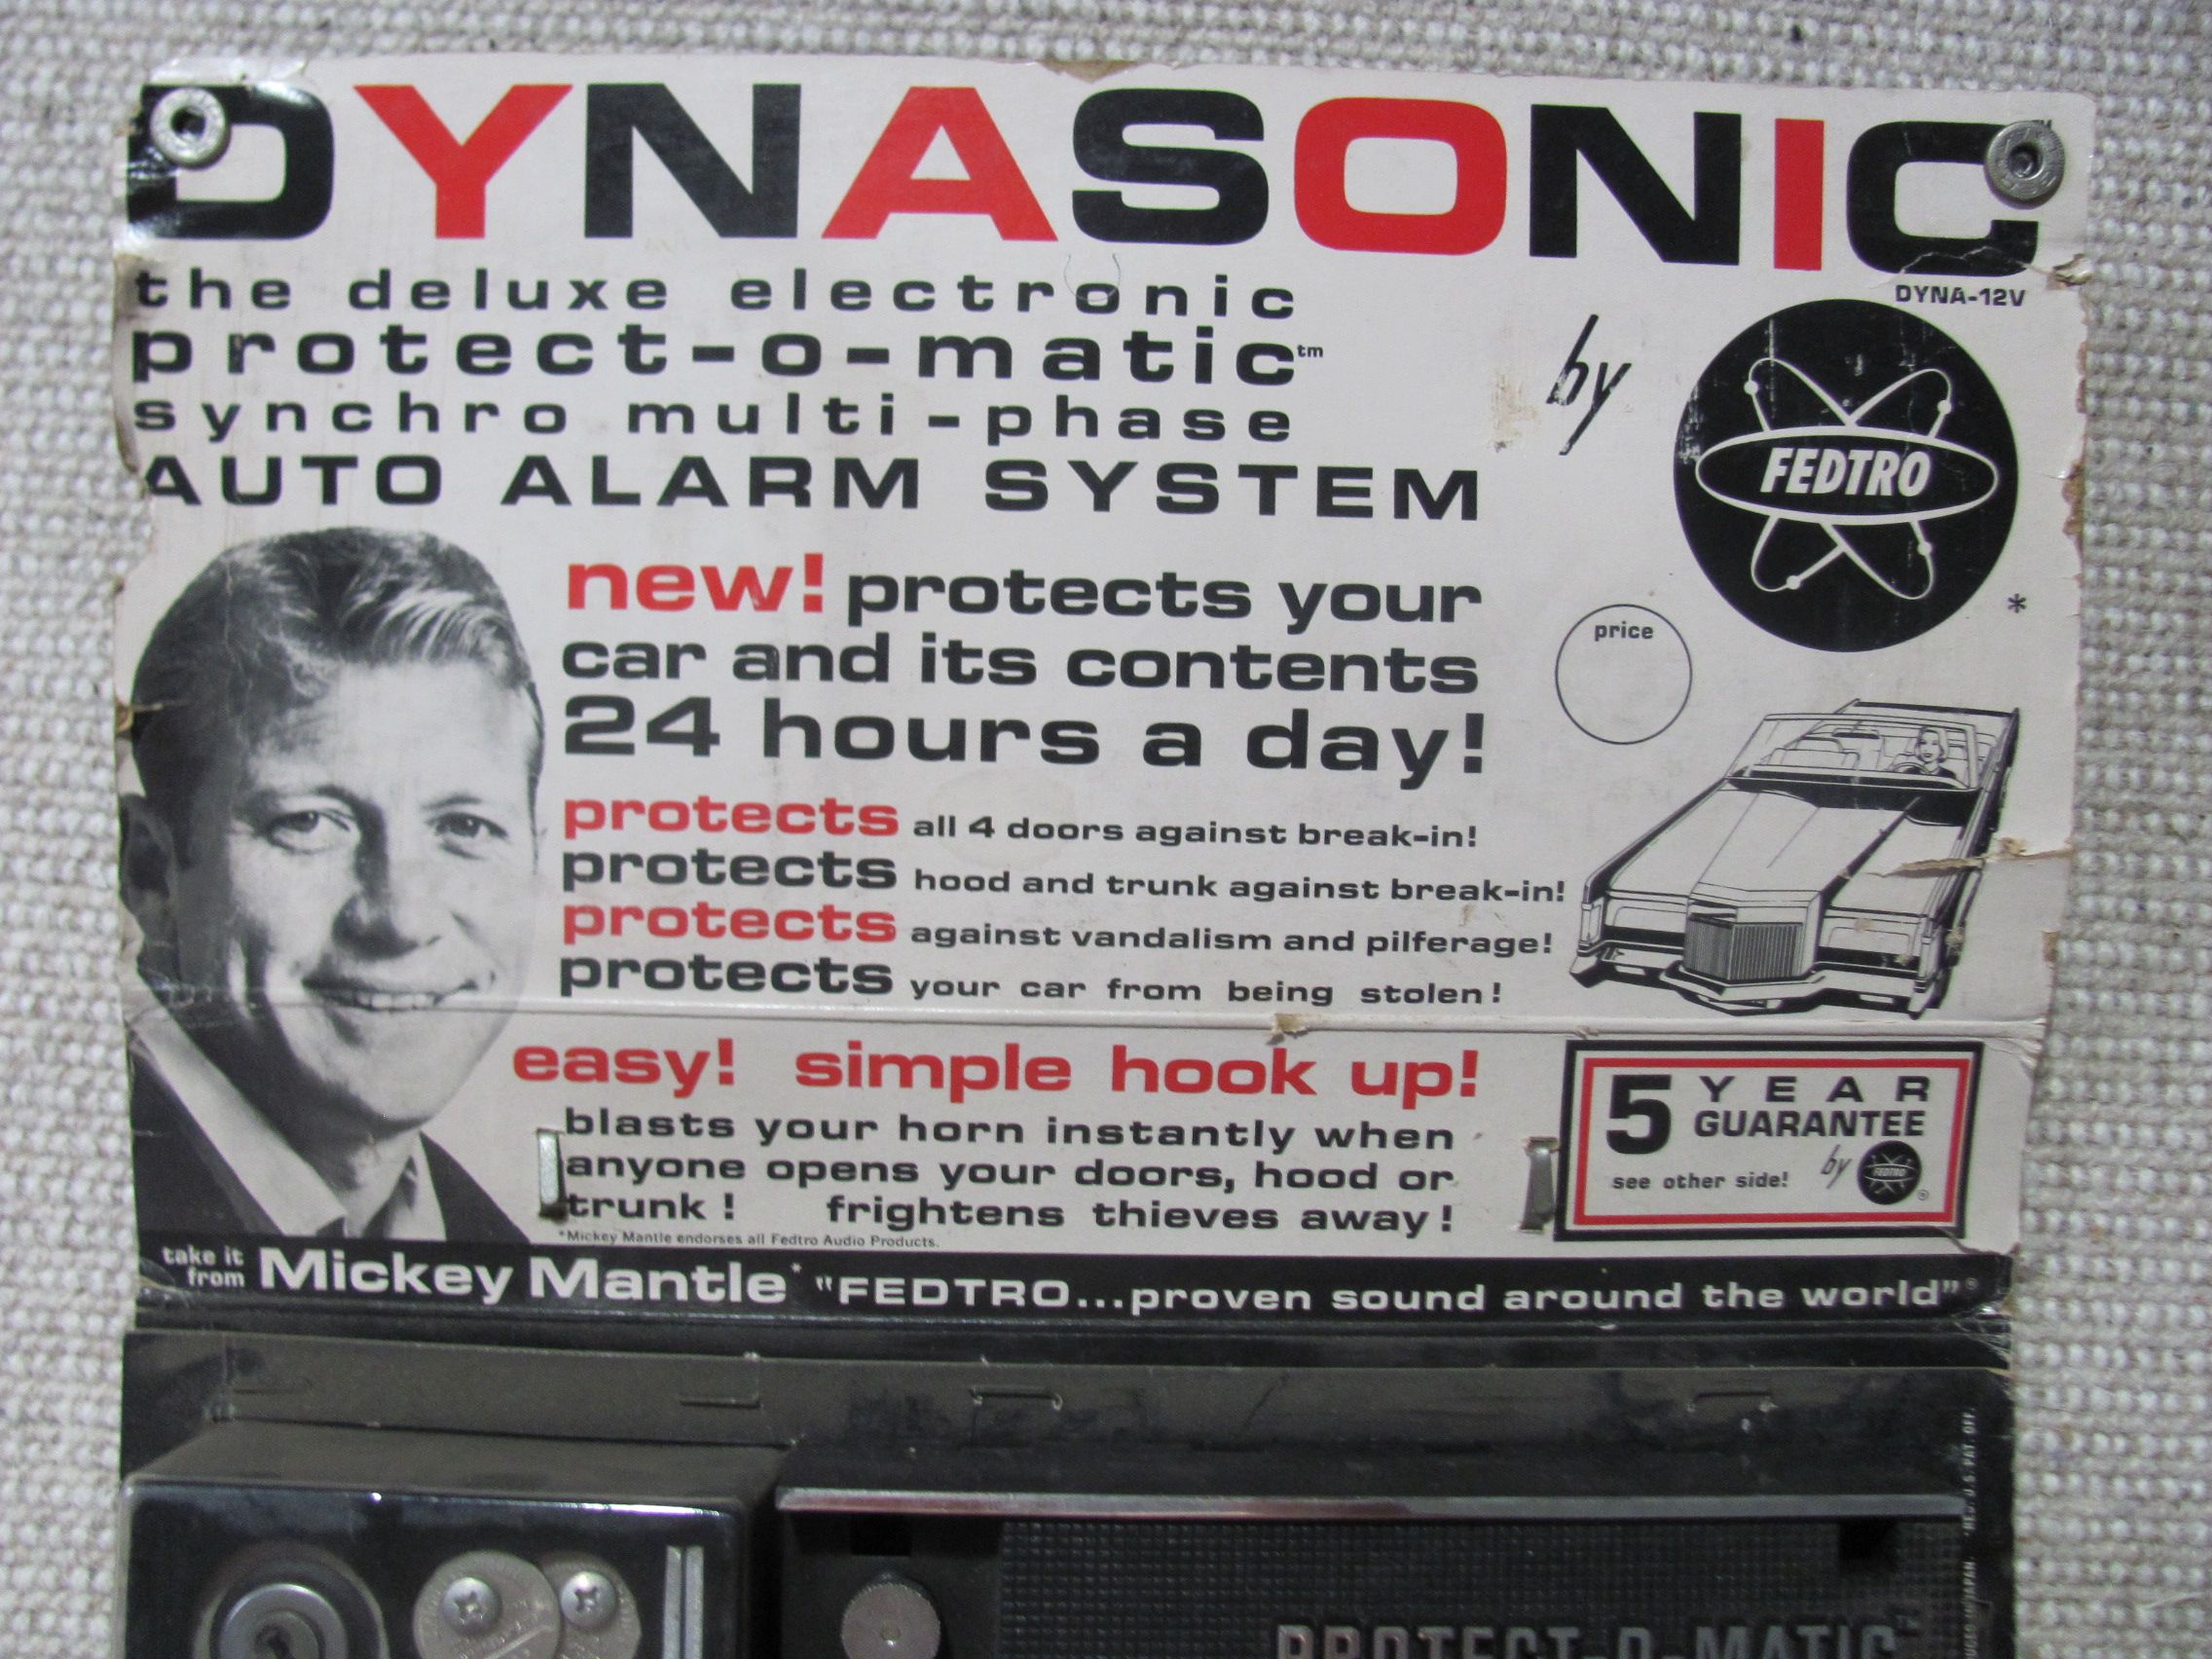 DYNASONIC
DYNA-12V
the deluxe electronic
protect-o-matic™
synchro multi-phase
AUTO ALARM SYSTEM
by
FEDTRO
*
new! protects your
car and its contents
24 hours a day!
price
protects all 4 doors against break-in!
protects hood and trunk against break-in!
protects against vandalism and pilferage!
protects your car from being stolen!
easy! simple hook up!
blasts your horn instantly when
anyone opens your doors, hood or
trunk! frightens thieves away!
*Mickey Mantle endorses all Fedtro Audio Products.
5 YEAR
GUARANTEE
see other side! by FEDTRO ®
take it
from Mickey Mantle* "FEDTRO...proven sound around the world"®
PROTECT-O-MATIC™
U.S. PAT. OFF.
JAPAN.